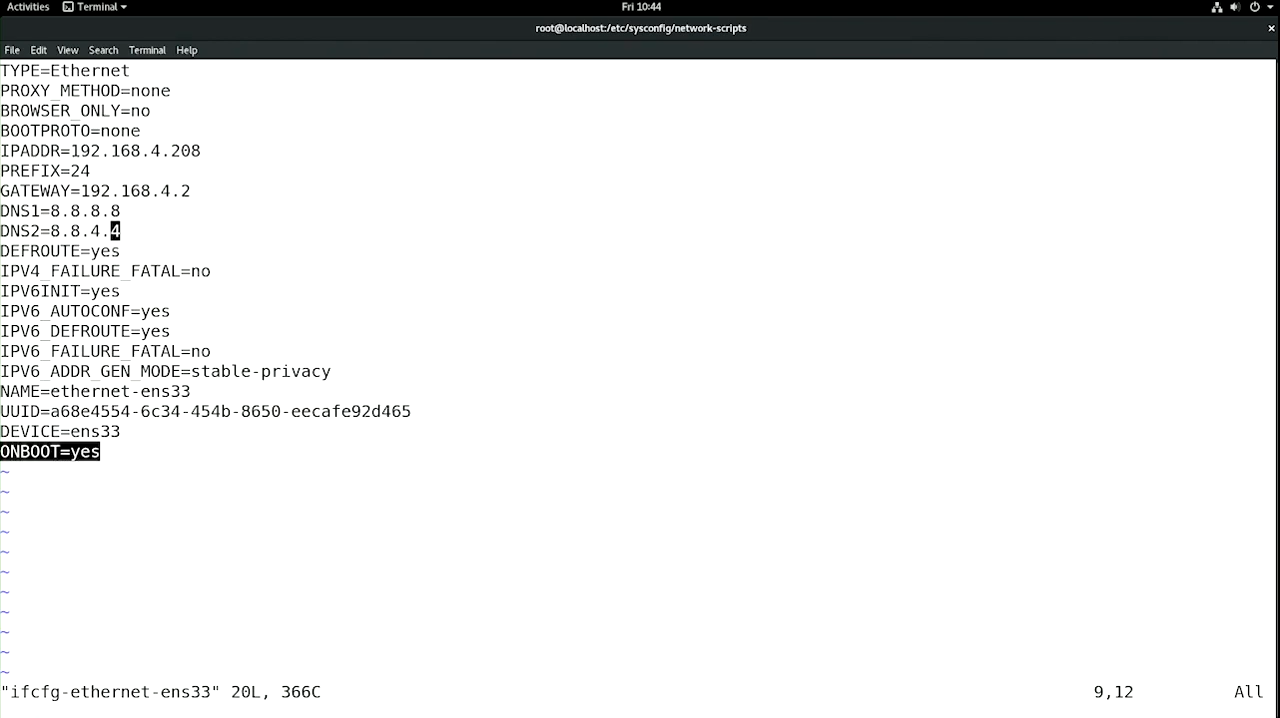 Activities Terminal Fri 10:44
root@localhost:/etc/sysconfig/network-scripts ×
File Edit View Search Terminal Help
TYPE=Ethernet
PROXY_METHOD=none
BROWSER_ONLY=no
BOOTPROTO=none
IPADDR=192.168.4.208
PREFIX=24
GATEWAY=192.168.4.2
DNS1=8.8.8.8
DNS2=8.8.4.4
DEFROUTE=yes
IPV4_FAILURE_FATAL=no
IPV6INIT=yes
IPV6_AUTOCONF=yes
IPV6_DEFROUTE=yes
IPV6_FAILURE_FATAL=no
IPV6_ADDR_GEN_MODE=stable-privacy
NAME=ethernet-ens33
UUID=a68e4554-6c34-454b-8650-eecafe92d465
DEVICE=ens33
ONBOOT=yes
~
~
~
~
~
~
~
~
~
~
~
"ifcfg-ethernet-ens33" 20L, 366C 9,12 All